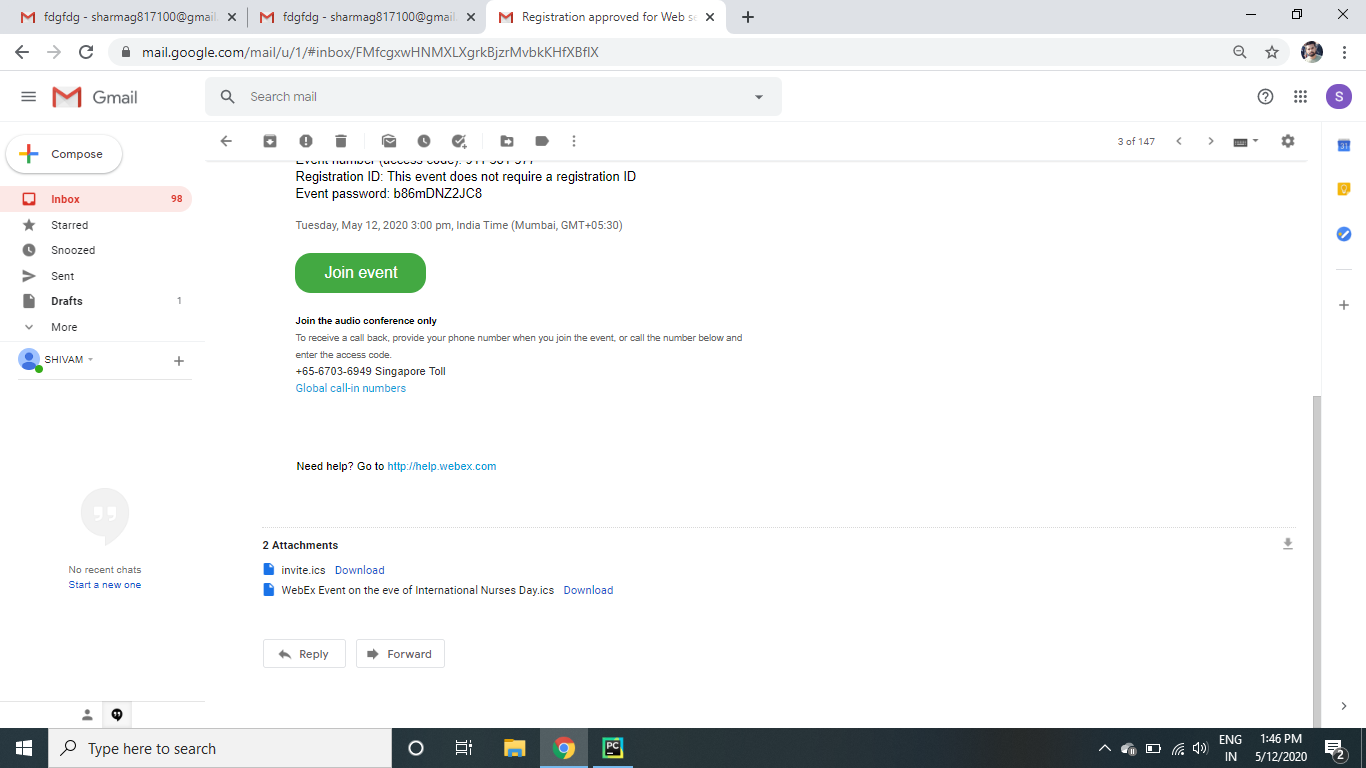 fdgfdg - sharmag817100@gmail.
fdgfdg - sharmag817100@gmail.
Registration approved for Web se
mail.google.com/mail/u/1/#inbox/FMfcgxwHNMXLXgrkBjzrMvbkKHfXBflX
Gmail
Search mail
S
Compose
3 of 147
31
Inbox 98
Starred
Snoozed
Sent
Drafts 1
More
SHIVAM
No recent chats
Start a new one
Event number (access code):
Registration ID: This event does not require a registration ID
Event password: b86mDNZ2JC8
Tuesday, May 12, 2020 3:00 pm, India Time (Mumbai, GMT+05:30)
Join event
Join the audio conference only
To receive a call back, provide your phone number when you join the event, or call the number below and
enter the access code.
+65-6703-6949 Singapore Toll
Global call-in numbers
Need help? Go to http://help.webex.com
2 Attachments
invite.ics Download
WebEx Event on the eve of International Nurses Day.ics Download
Reply
Forward
Type here to search
PC
ENG
IN
1:46 PM
5/12/2020
2